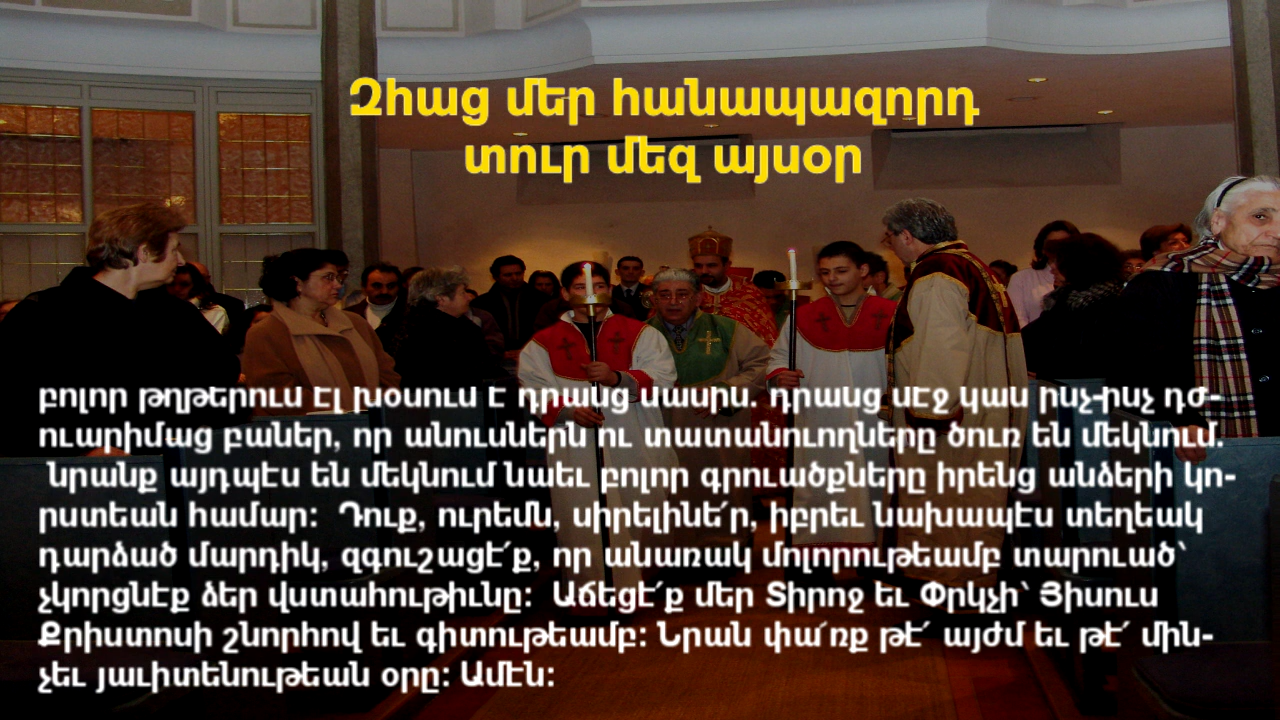 Զհաց մեր հանապազորդ
տուր մեզ այսօր
բոլոր թղթերում էլ խօսում է դրանց մասին. դրանց մէջ կան ինչ-ինչ դժ-
ուարիմաց բաներ, որ անուսներն ու տատանուողները ծուռ են մեկնում.
նրանք այդպէս են մեկնում նաեւ բոլոր գրուածքները իրենց անձերի կո-
րստեան համար: Դուք, ուրեմն, սիրելինե՛ր, իբրեւ նախապէս տեղեակ
դարձած մարդիկ, զգուշացէ՛ք, որ անառակ մոլորութեամբ տարուած՝
չկորցնէք ձեր վստահութիւնը: Աճեցէ՛ք մեր Տիրոջ եւ Փրկչի՝ Յիսուս
Քրիստոսի շնորհով եւ գիտութեամբ: Նրան փա՜ռք թէ՛ այժմ եւ թէ՛ մին-
չեւ յաւիտենութեան օրը: Ամէն: